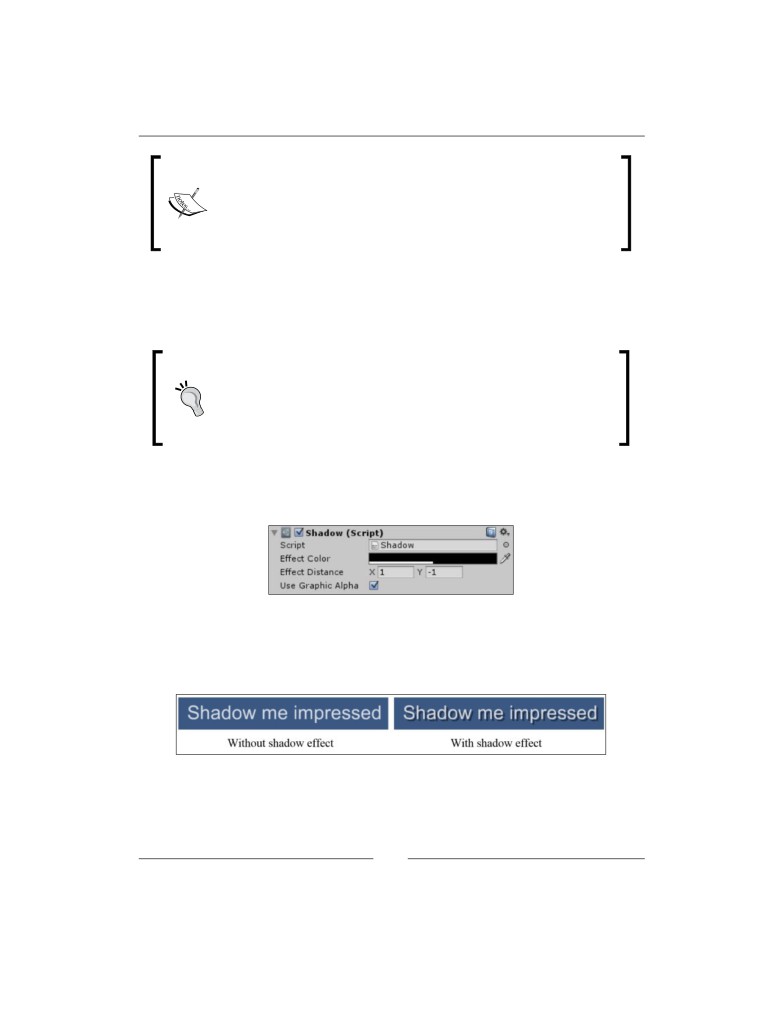 Shadow (Script)
Script Shadow
Effect Color
Effect Distance X 1 Y -1
Use Graphic Alpha
Shadow me impressed Shadow me impressed
Without shadow effect With shadow effect